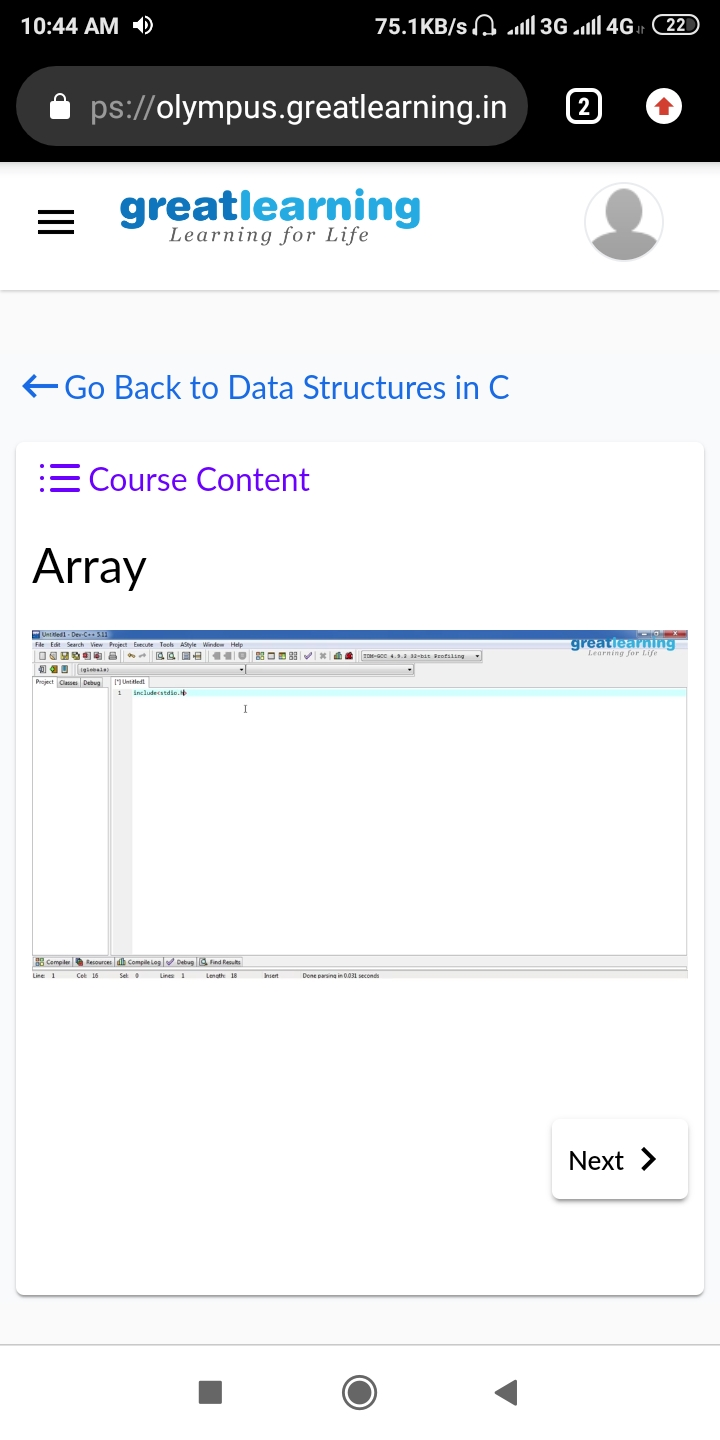 10:44 AM 75.1KB/s 3G 4G 22
ps://olympus.greatlearning.in 2
greatlearning
Learning for Life
Go Back to Data Structures in C
Course Content
Array
Untitled1 - Dev-C++ 5.11
File Edit Search View Project Execute Tools AStyle Window Help
greatlearning
Learning for Life
TDM-GCC 4.9.2 32-bit Profiling
(globals)
Project Classes Debug [*] Untitled1
1 include<stdio.h>
Compiler Resources Compile Log Debug Find Results
Line: 1 Col: 16 Sel: 0 Lines: 1 Length: 18 Insert Done parsing in 0.031 seconds
Next